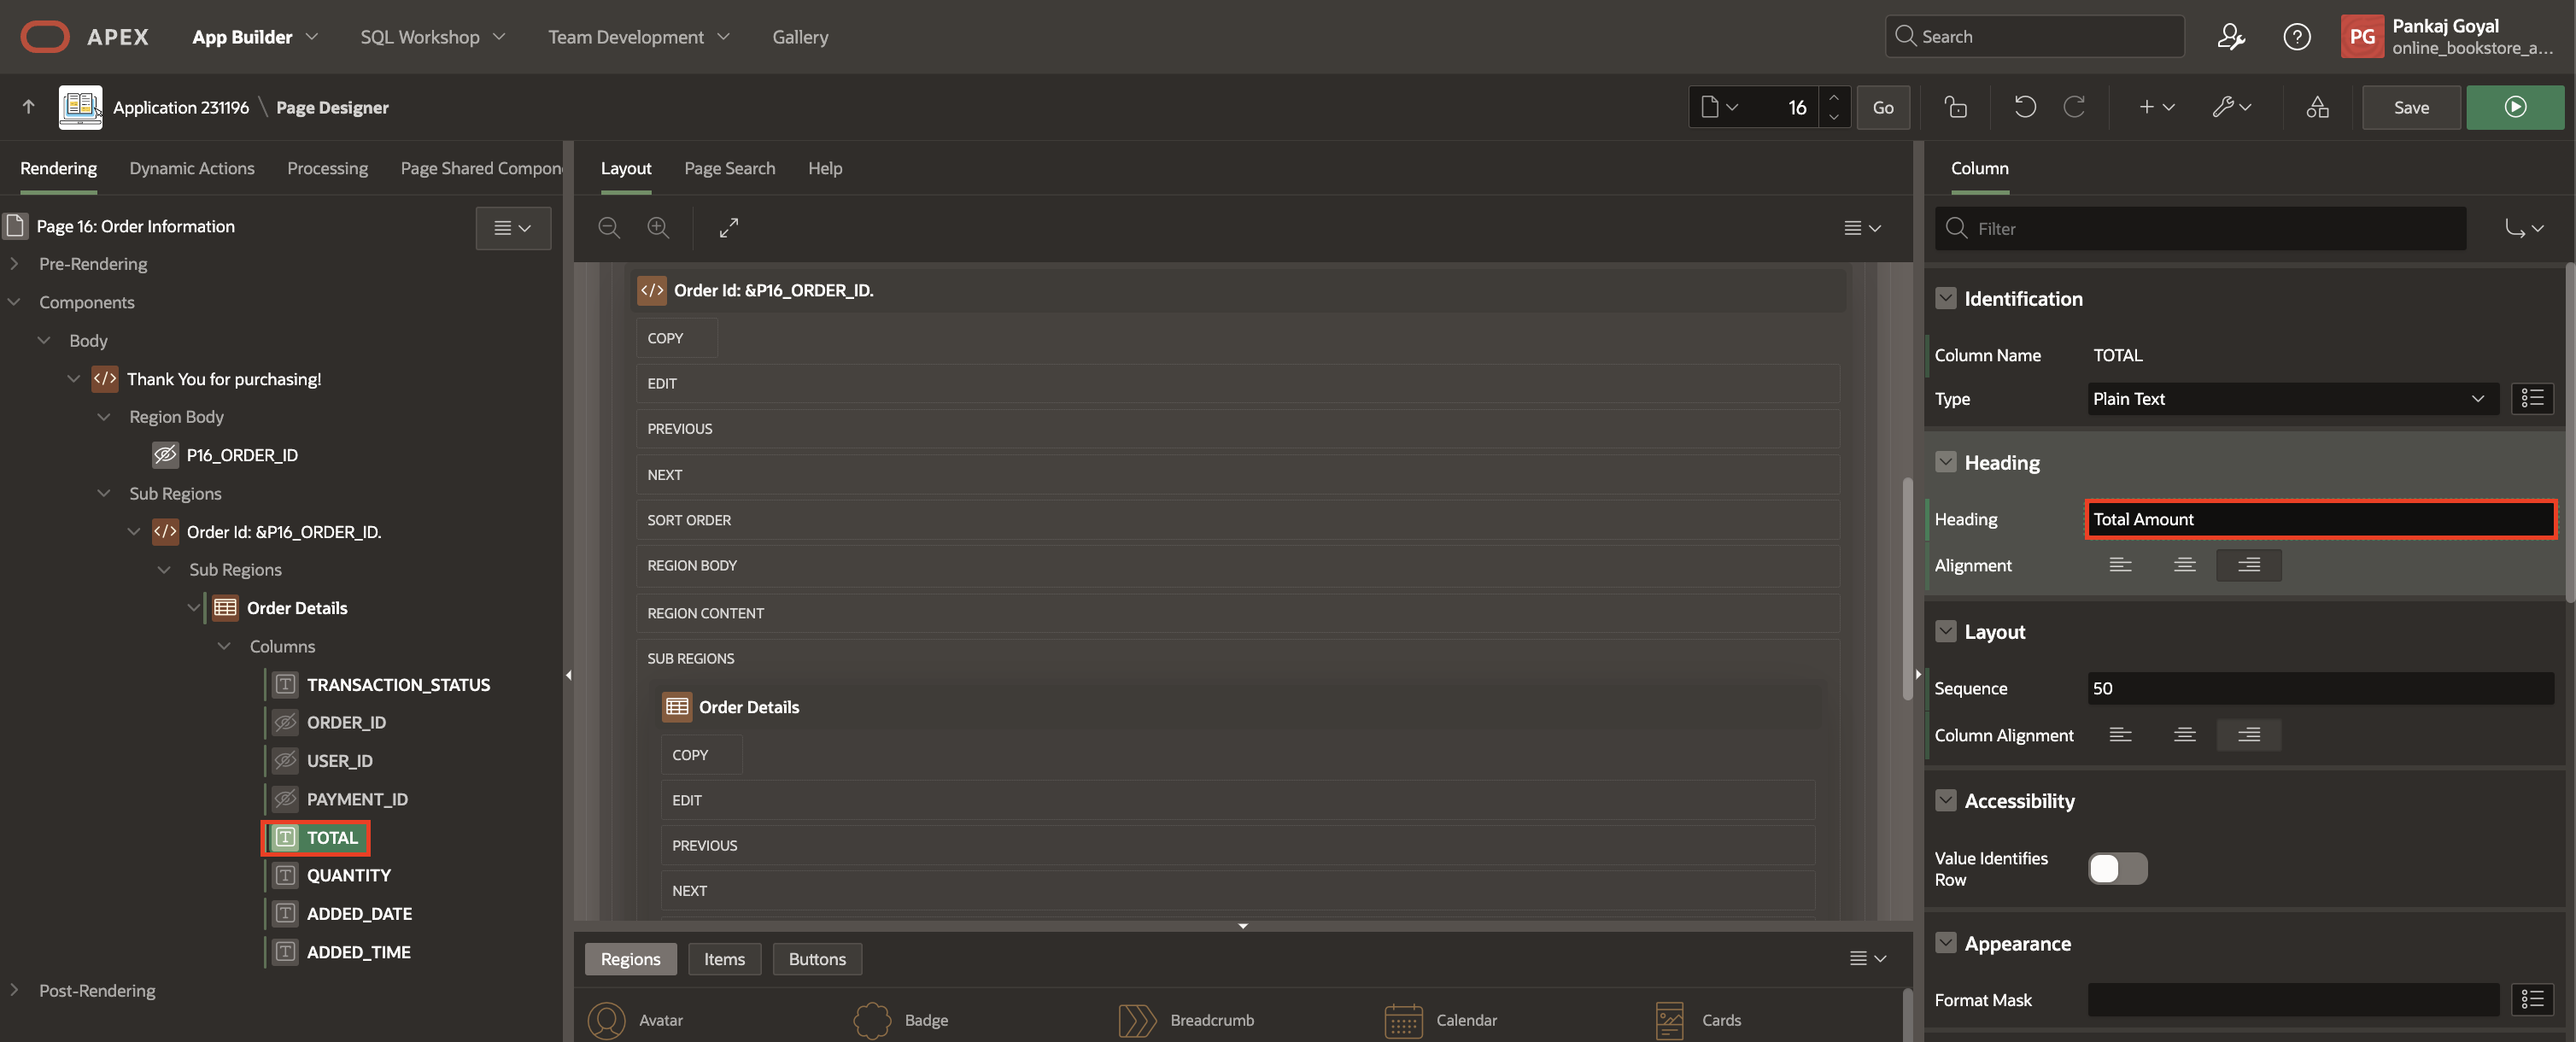 APEX
App Builder
SQL Workshop
Team Development
Gallery
Search
PG
Pankaj Goyal
online_bookstore_a...
Application 231196 \ Page Designer
16
Go
Save
Rendering
Dynamic Actions
Processing
Page Shared Compon
Layout
Page Search
Help
Column
Page 16: Order Information
Pre-Rendering
Components
Body
Thank You for purchasing!
Region Body
P16_ORDER_ID
Sub Regions
Order Id: &P16_ORDER_ID.
Sub Regions
Order Details
Columns
TRANSACTION_STATUS
ORDER_ID
USER_ID
PAYMENT_ID
TOTAL
QUANTITY
ADDED_DATE
ADDED_TIME
Post-Rendering
Order Id: &P16_ORDER_ID.
COPY
EDIT
PREVIOUS
NEXT
SORT ORDER
REGION BODY
REGION CONTENT
SUB REGIONS
Order Details
COPY
EDIT
PREVIOUS
NEXT
Regions
Items
Buttons
Avatar
Badge
Breadcrumb
Calendar
Cards
Filter
Identification
Column Name
TOTAL
Type
Plain Text
Heading
Heading
Total Amount
Alignment
Layout
Sequence
50
Column Alignment
Accessibility
Value Identifies
Row
Appearance
Format Mask